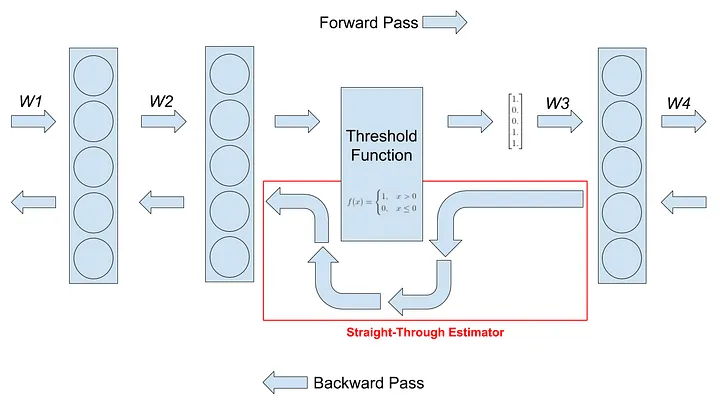 Forward Pass
W1
W2
Threshold
Function
f(x) = {1, x > 0
0, x ≤ 0
[1.
0.
0.
1.
1.]
W3
W4
Straight-Through Estimator
Backward Pass